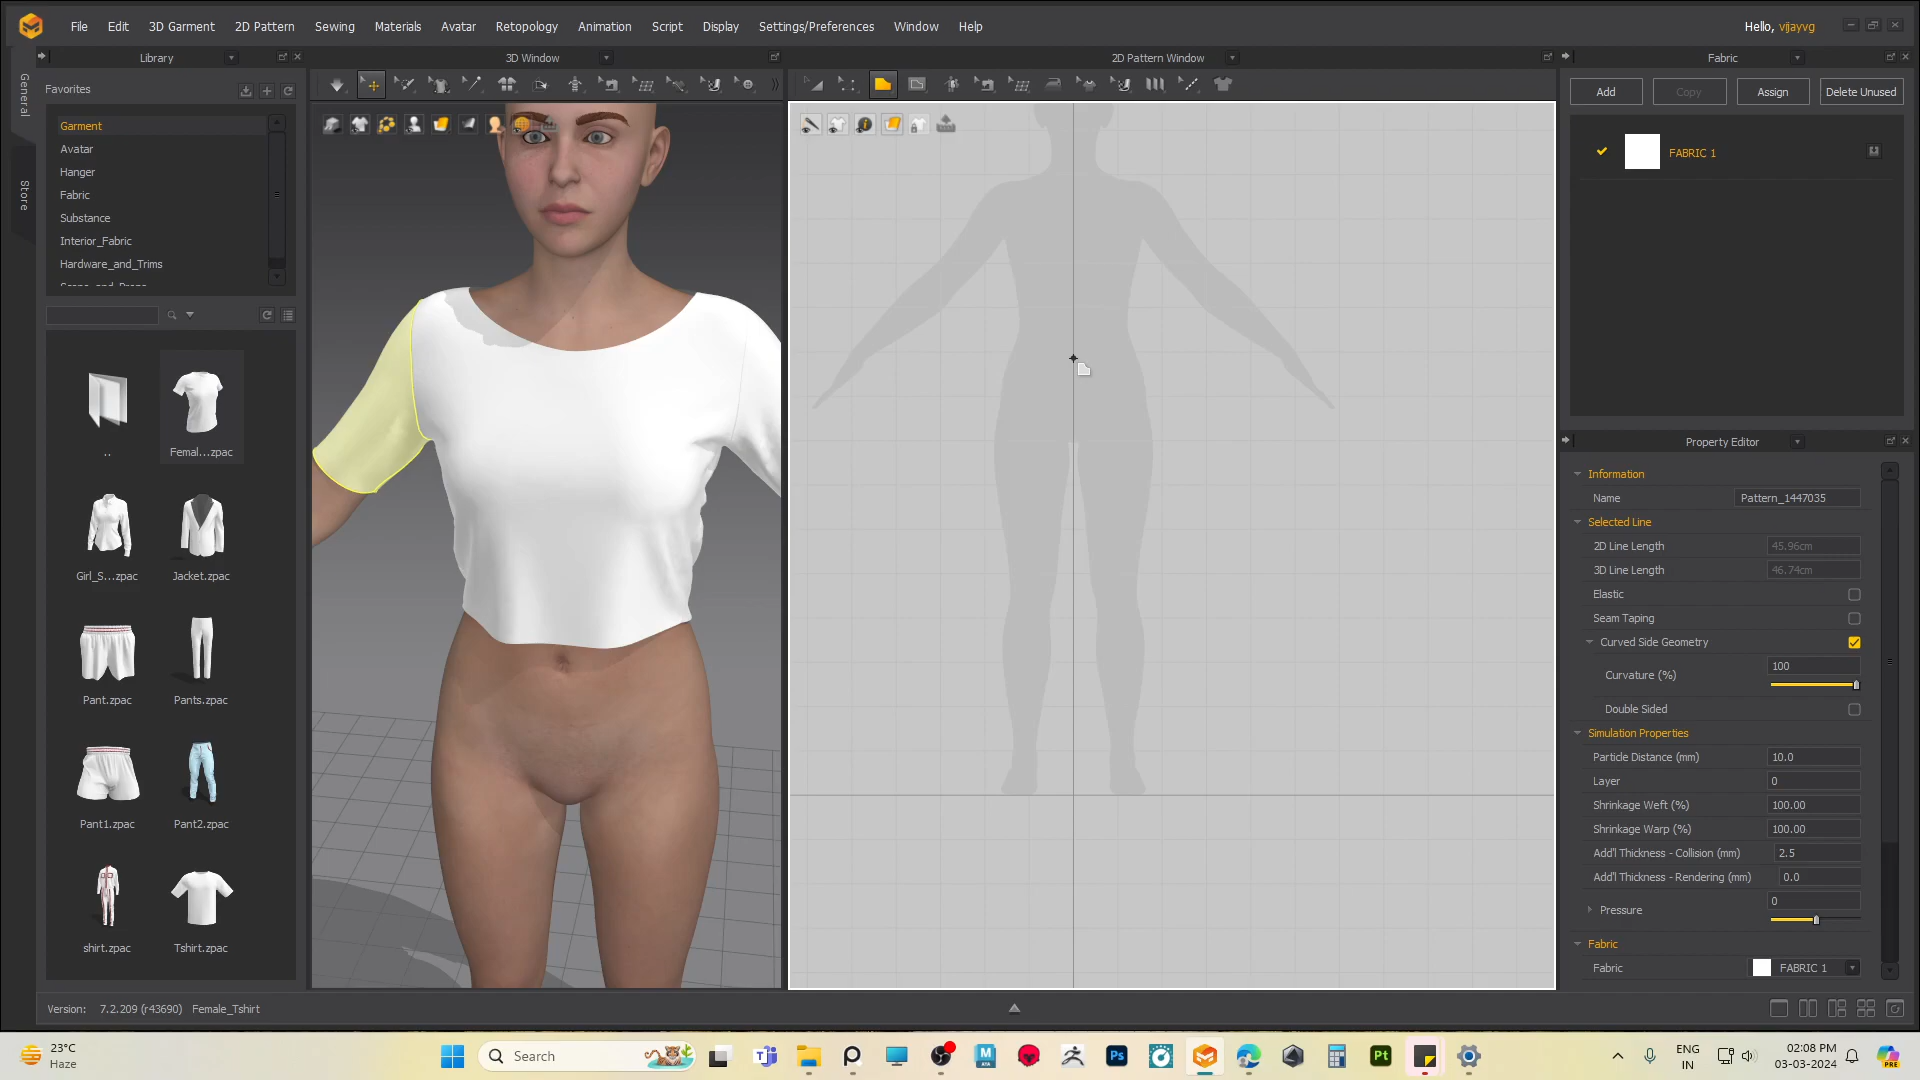 File Edit 3D Garment 2D Pattern Sewing Materials Avatar Retopology Animation Script Display Settings/Preferences Window Help
Hello, vijayvg
Library
3D Window
2D Pattern Window
Fabric
General
Store
Favorites
Garment
Avatar
Hanger
Fabric
Substance
Interior_Fabric
Hardware_and_Trims
..
Femal...zpac
Girl_S...zpac
Jacket.zpac
Pant.zpac
Pants.zpac
Pant1.zpac
Pant2.zpac
shirt.zpac
Tshirt.zpac
Add Copy Assign Delete Unused
FABRIC 1
Property Editor
Information
Name Pattern_1447035
Selected Line
2D Line Length 45.96cm
3D Line Length 46.74cm
Elastic
Seam Taping
Curved Side Geometry
Curvature (%) 100
Double Sided
Simulation Properties
Particle Distance (mm) 10.0
Layer 0
Shrinkage Weft (%) 100.00
Shrinkage Warp (%) 100.00
Add'l Thickness - Collision (mm) 2.5
Add'l Thickness - Rendering (mm) 0.0
Pressure 0
Fabric
Fabric FABRIC 1
Version: 7.2.209 (r43690) Female_Tshirt
23°C
Haze
Search
ENG
IN
02:08 PM
03-03-2024